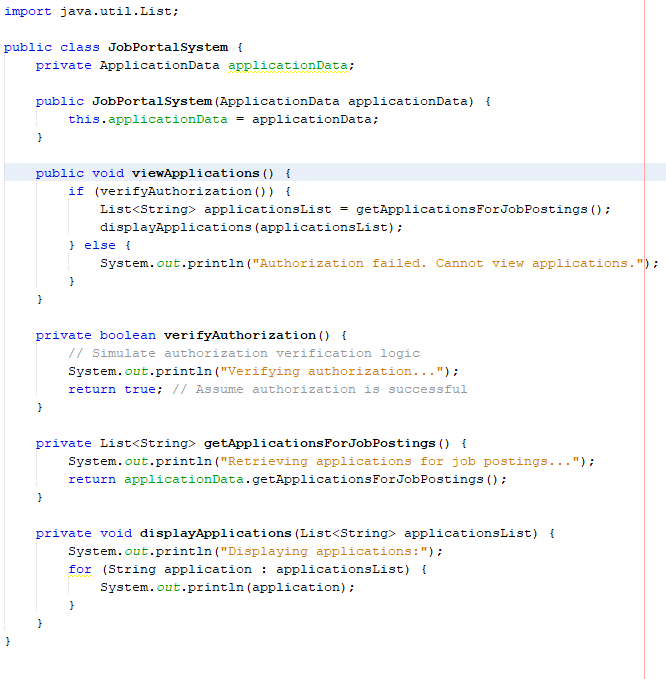 import java.util.List;

public class JobPortalSystem {
    private ApplicationData applicationData;

    public JobPortalSystem(ApplicationData applicationData) {
        this.applicationData = applicationData;
    }

    public void viewApplications() {
        if (verifyAuthorization()) {
            List<String> applicationsList = getApplicationsForJobPostings();
            displayApplications(applicationsList);
        } else {
            System.out.println("Authorization failed. Cannot view applications.");
        }
    }

    private boolean verifyAuthorization() {
        // Simulate authorization verification logic
        System.out.println("Verifying authorization...");
        return true; // Assume authorization is successful
    }

    private List<String> getApplicationsForJobPostings() {
        System.out.println("Retrieving applications for job postings...");
        return applicationData.getApplicationsForJobPostings();
    }

    private void displayApplications(List<String> applicationsList) {
        System.out.println("Displaying applications:");
        for (String application : applicationsList) {
            System.out.println(application);
        }
    }
}